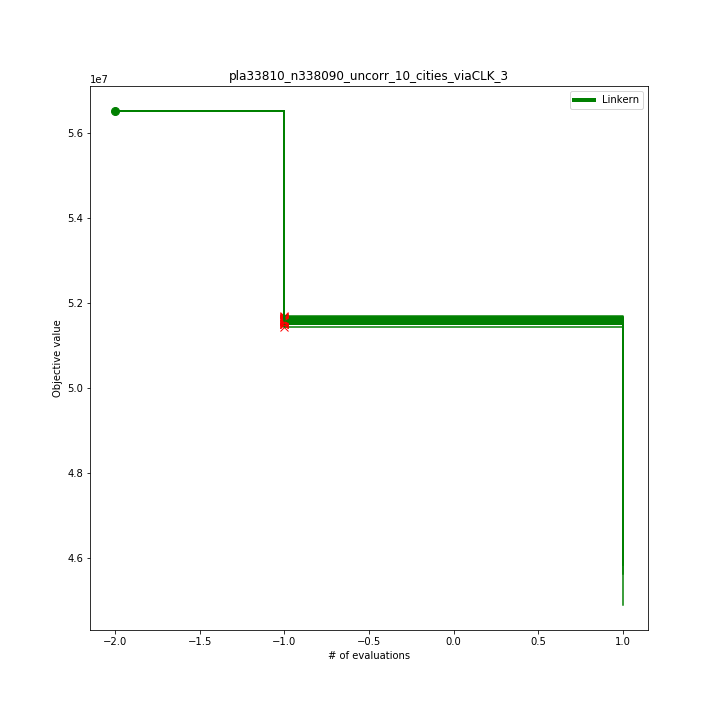 pla33810_n338090_uncorr_10_cities_viaCLK_3
1e7
Linkern
5.6
5.4
5.2
5.0
4.8
4.6
Objective value
−2.0 −1.5 −1.0 −0.5 0.0 0.5 1.0
# of evaluations